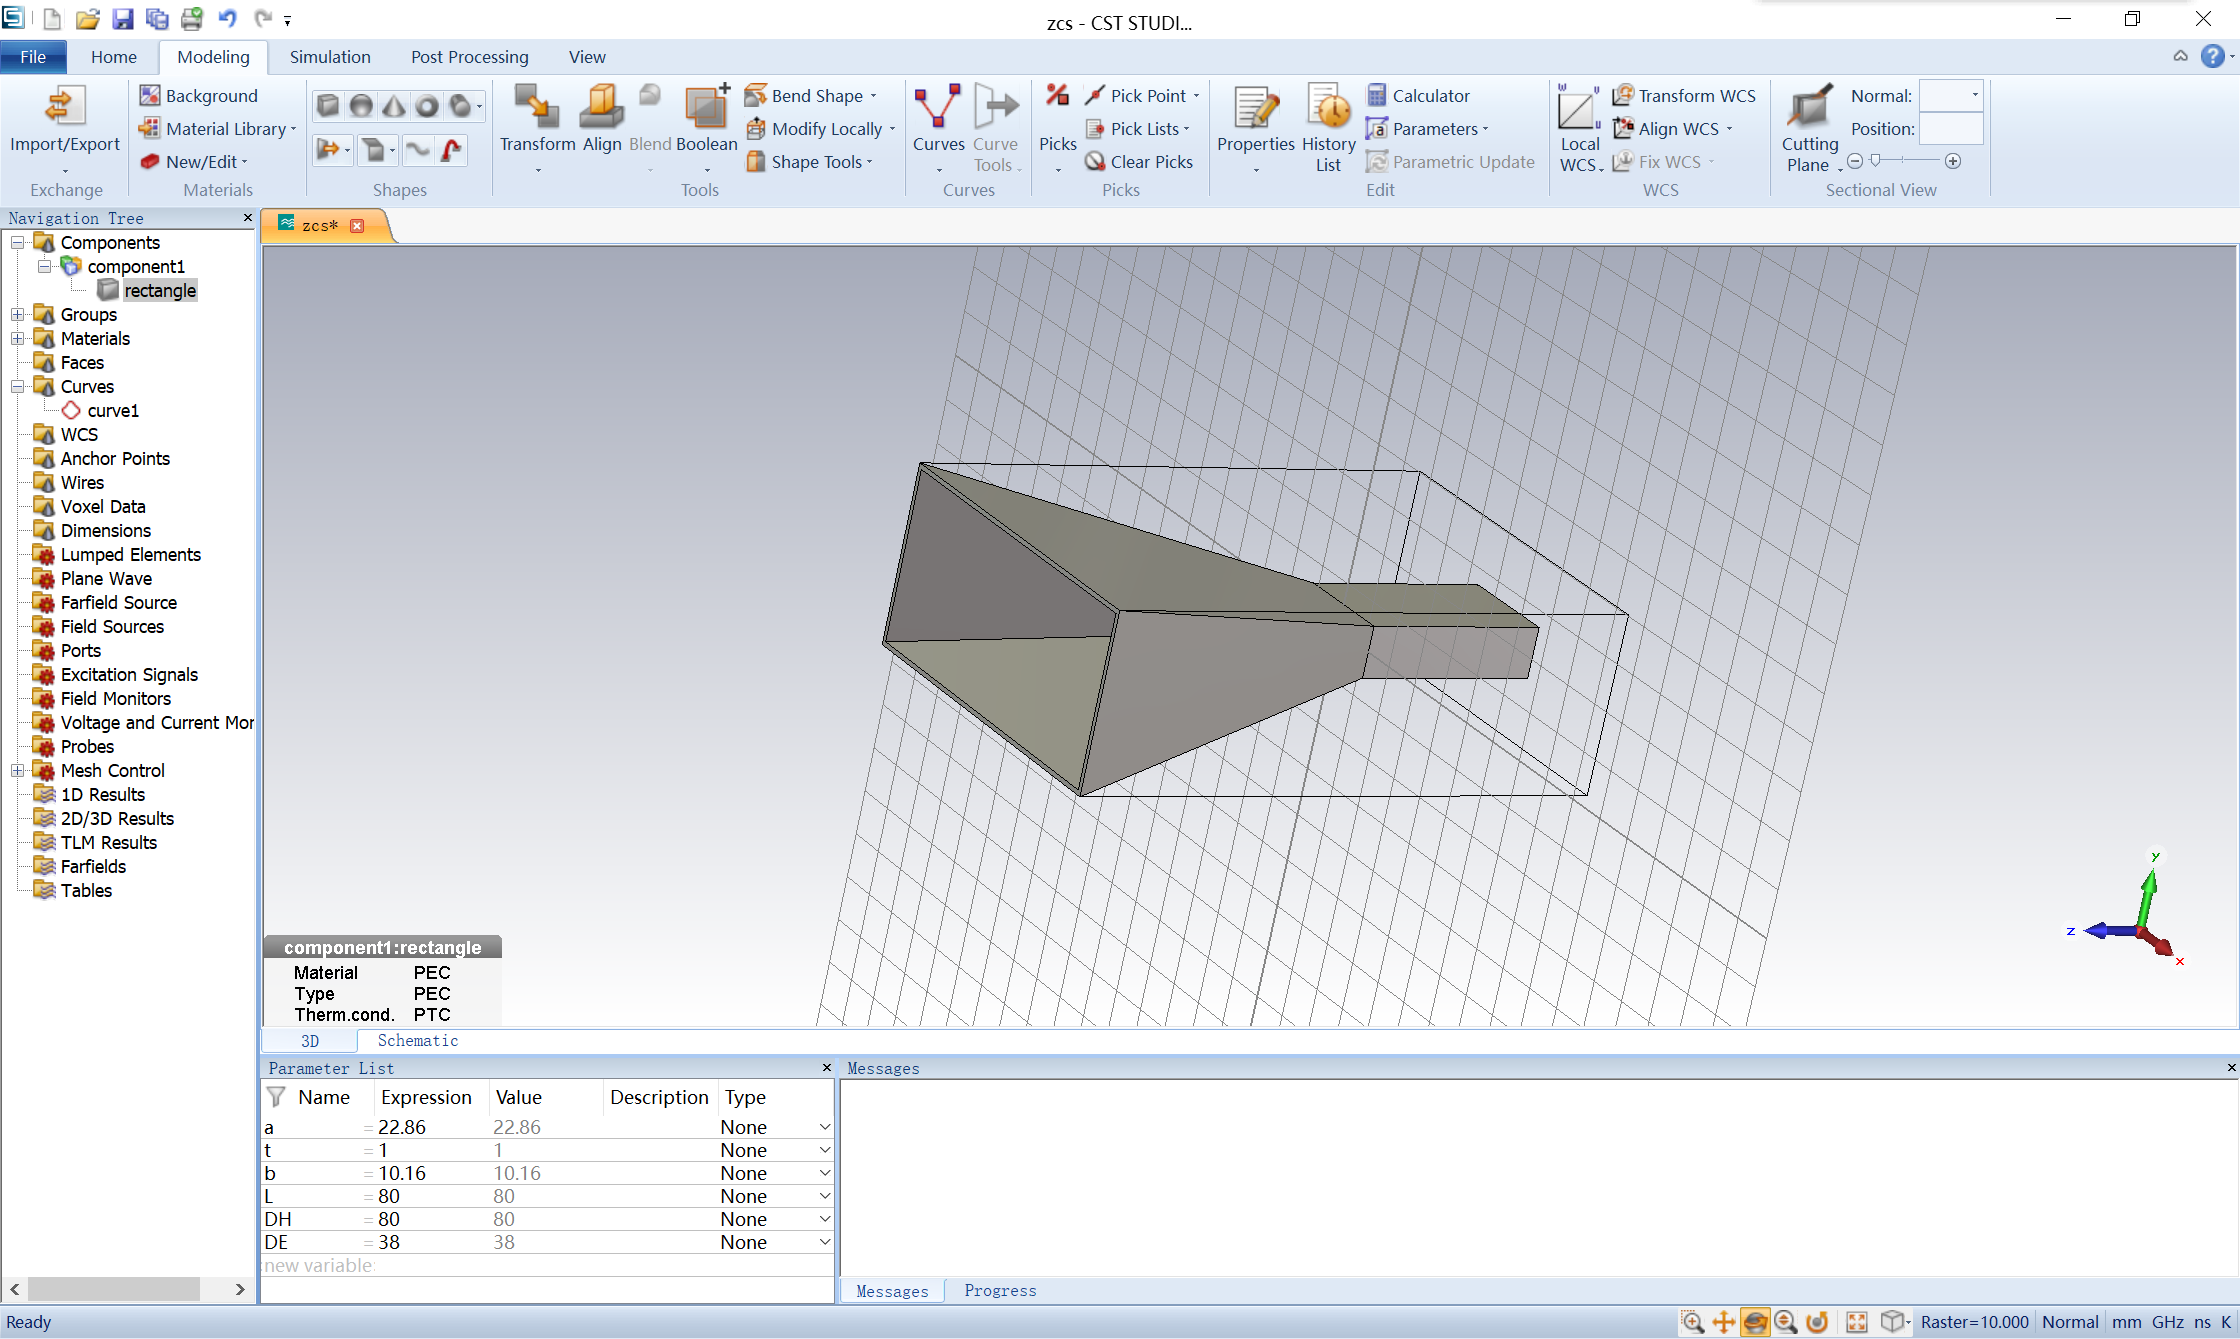 zcs - CST STUDI...
File Home Modeling Simulation Post Processing View
Import/Export
Exchange
Background
Material Library
New/Edit
Materials
Shapes
Transform Align Blend Boolean
Bend Shape
Modify Locally
Shape Tools
Tools
Curves Curve Tools
Curves
Picks
Pick Point
Pick Lists
Clear Picks
Picks
Properties History List
Calculator
Parameters
Parametric Update
Edit
W U U
Local WCS
Transform WCS
Align WCS
Fix WCS
WCS
Cutting Plane
Normal:
Position:
Sectional View
Navigation Tree
Components
component1
rectangle
Groups
Materials
Faces
Curves
curve1
WCS
Anchor Points
Wires
Voxel Data
Dimensions
Lumped Elements
Plane Wave
Farfield Source
Field Sources
Ports
Excitation Signals
Field Monitors
Voltage and Current Mor
Probes
Mesh Control
1D Results
2D/3D Results
TLM Results
Farfields
Tables
zcs*
y
z
x
component1:rectangle
Material PEC
Type PEC
Therm.cond. PTC
3D Schematic
Parameter List
Name Expression Value Description Type
a = 22.86 22.86 None
t = 1 1 None
b = 10.16 10.16 None
L = 80 80 None
DH = 80 80 None
DE = 38 38 None
new variable
Messages
Messages Progress
Ready
Raster=10.000 Normal mm GHz ns K